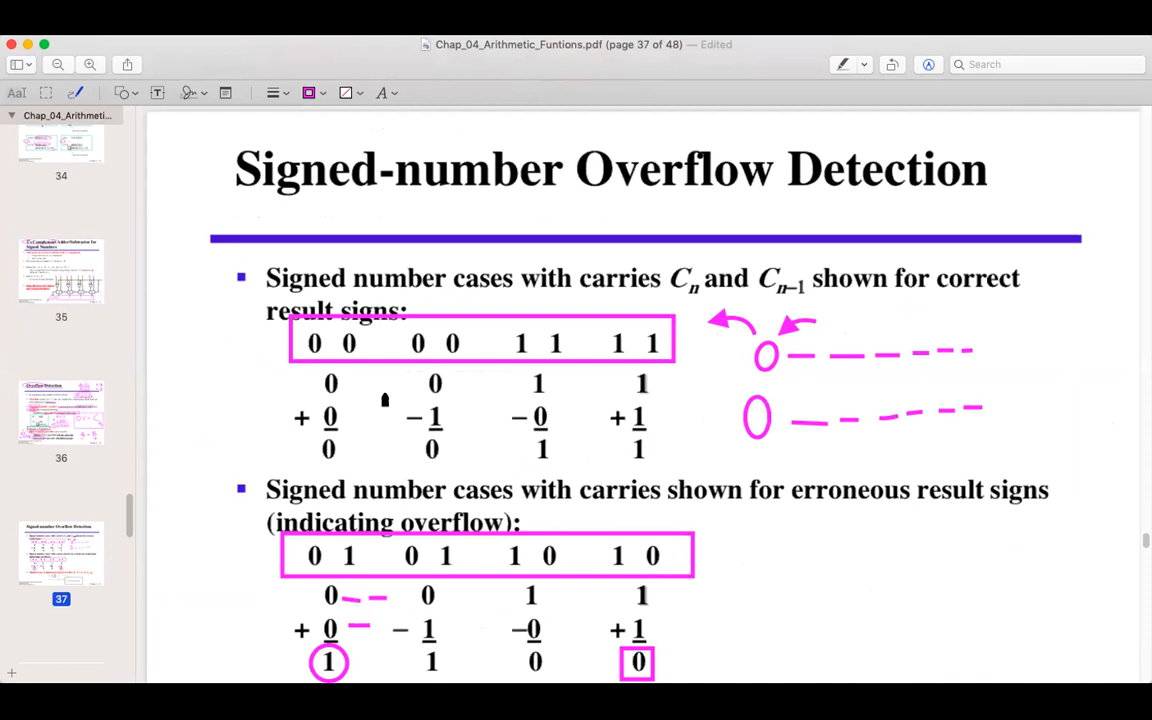 Chap_04_Arithmetic_Funtions.pdf (page 37 of 48) — Edited
Search
AaI
T
A
Chap_04_Arithmeti...
34
35
36
37
Signed-number Overflow Detection
Signed number cases with carries Cn and Cn–1 shown for correct
result signs:
0 0 0 0 1 1 1 1
0 0 1 1
+ 0 – 1 – 0 + 1
0 0 1 1
Signed number cases with carries shown for erroneous result signs
(indicating overflow):
0 1 0 1 1 0 1 0
0 0 1 1
+ 0 – 1 –0 + 1
1 1 0 0
0
0